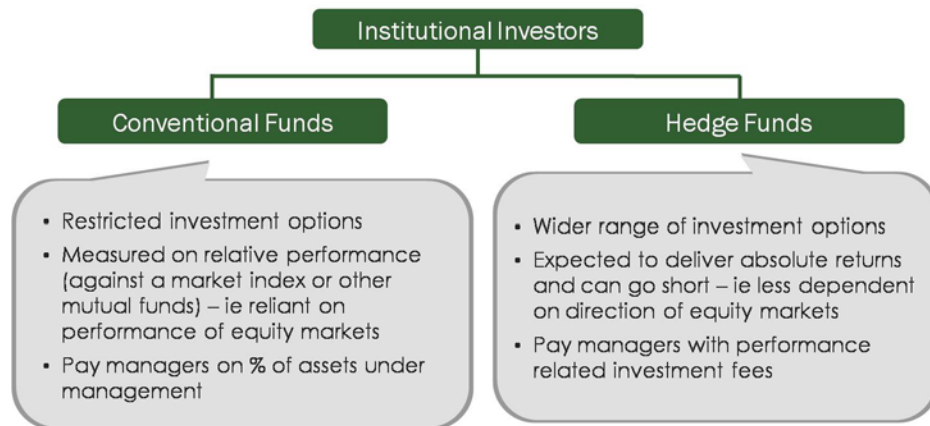 Institutional Investors
Conventional Funds
Hedge Funds
• Restricted investment options
• Measured on relative performance
(against a market index or other
mutual funds) – ie reliant on
performance of equity markets
• Pay managers on % of assets under
management
• Wider range of investment options
• Expected to deliver absolute returns
and can go short – ie less dependent
on direction of equity markets
• Pay managers with performance
related investment fees